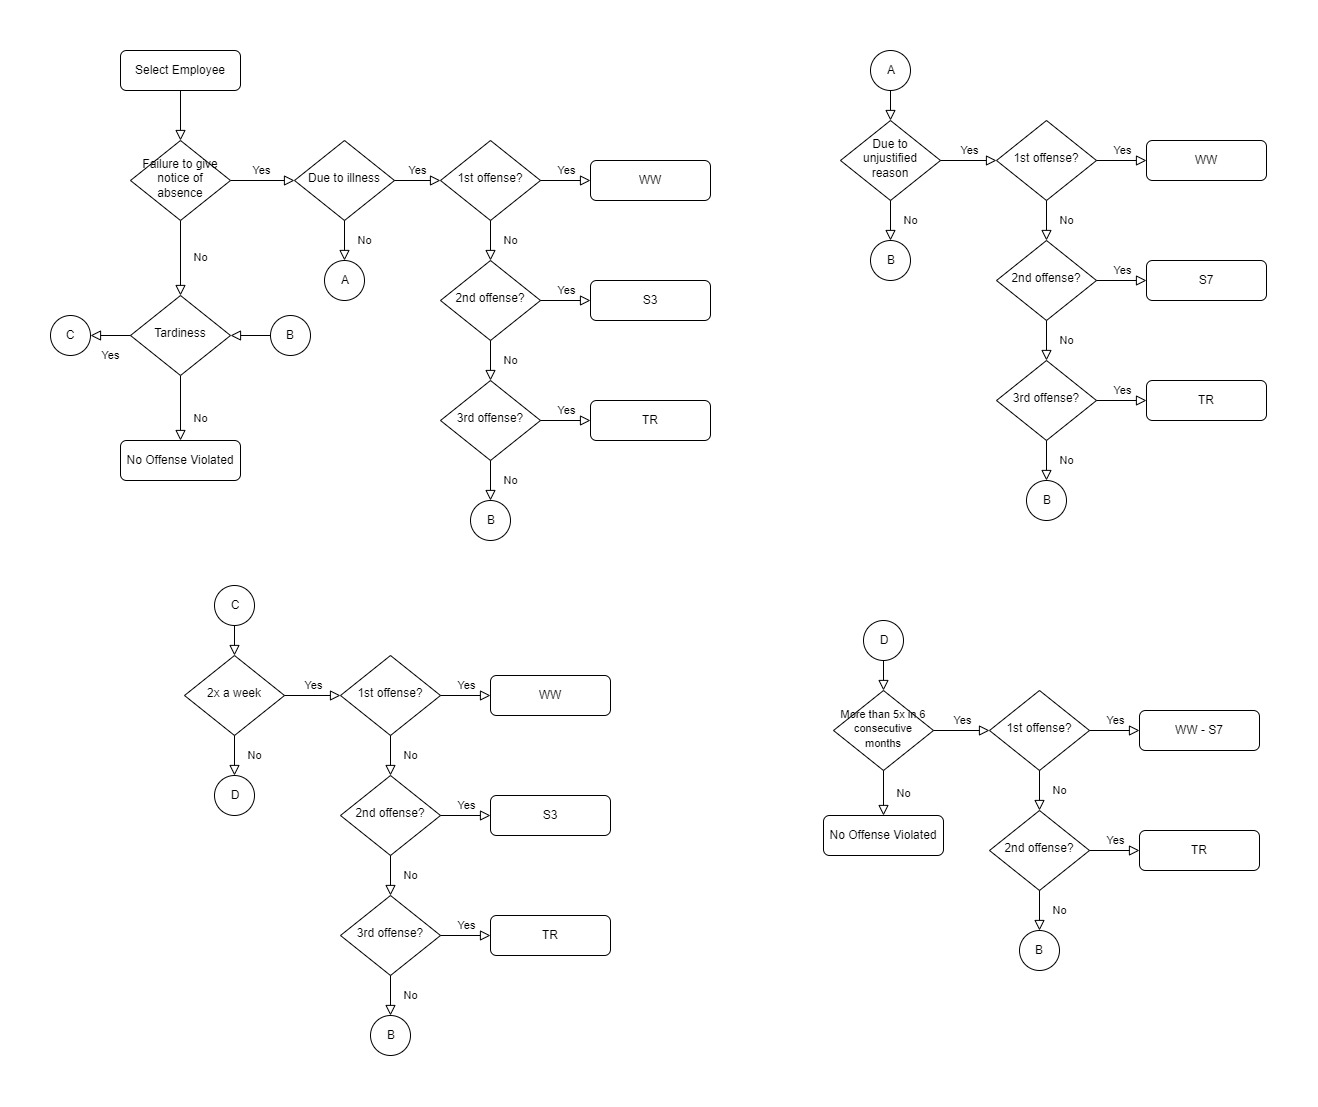 Select Employee
Failure to give
notice of
absence
Yes
Due to illness
Yes
1st offense?
Yes
WW
No
A
No
2nd offense?
Yes
S3
No
3rd offense?
Yes
TR
No
B
No
Tardiness
B
Yes
C
No
No Offense Violated
A
Due to
unjustified
reason
Yes
1st offense?
Yes
WW
No
B
No
2nd offense?
Yes
S7
No
3rd offense?
Yes
TR
No
B
C
2x a week
Yes
1st offense?
Yes
WW
No
D
No
2nd offense?
Yes
S3
No
3rd offense?
Yes
TR
No
B
D
More than 5x in 6
consecutive
months
Yes
1st offense?
Yes
WW - S7
No
No Offense Violated
No
2nd offense?
Yes
TR
No
B